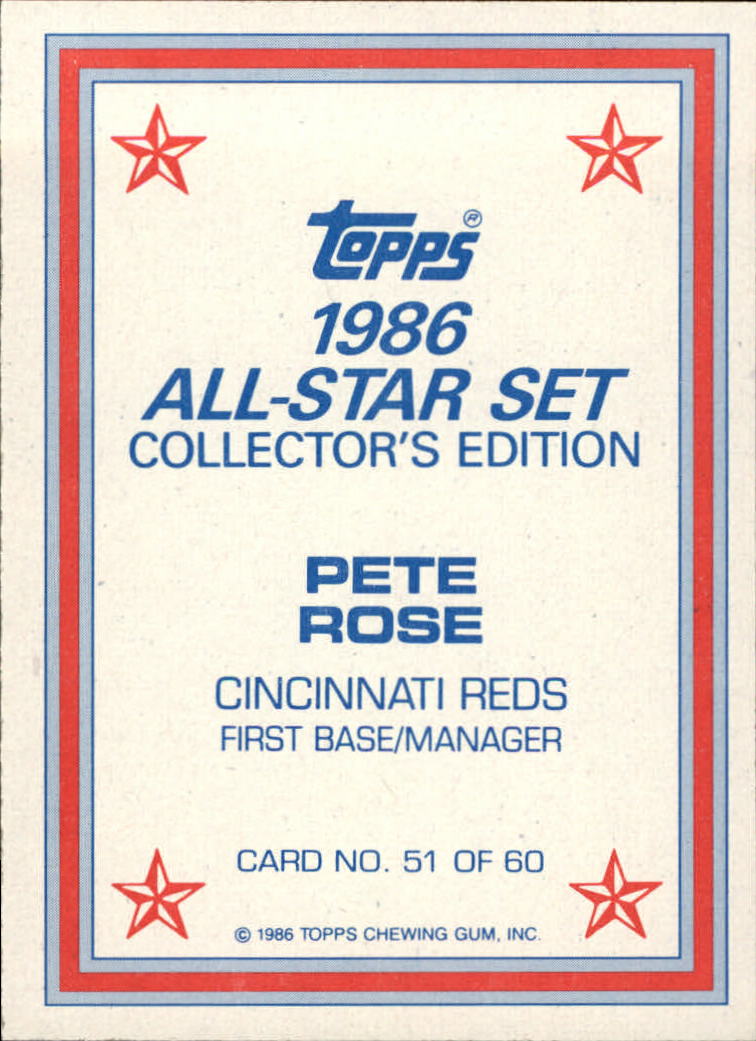 Topps®
1986
ALL-STAR SET
COLLECTOR'S EDITION
PETE
ROSE
CINCINNATI REDS
FIRST BASE/MANAGER
CARD NO. 51 OF 60
© 1986 TOPPS CHEWING GUM, INC.